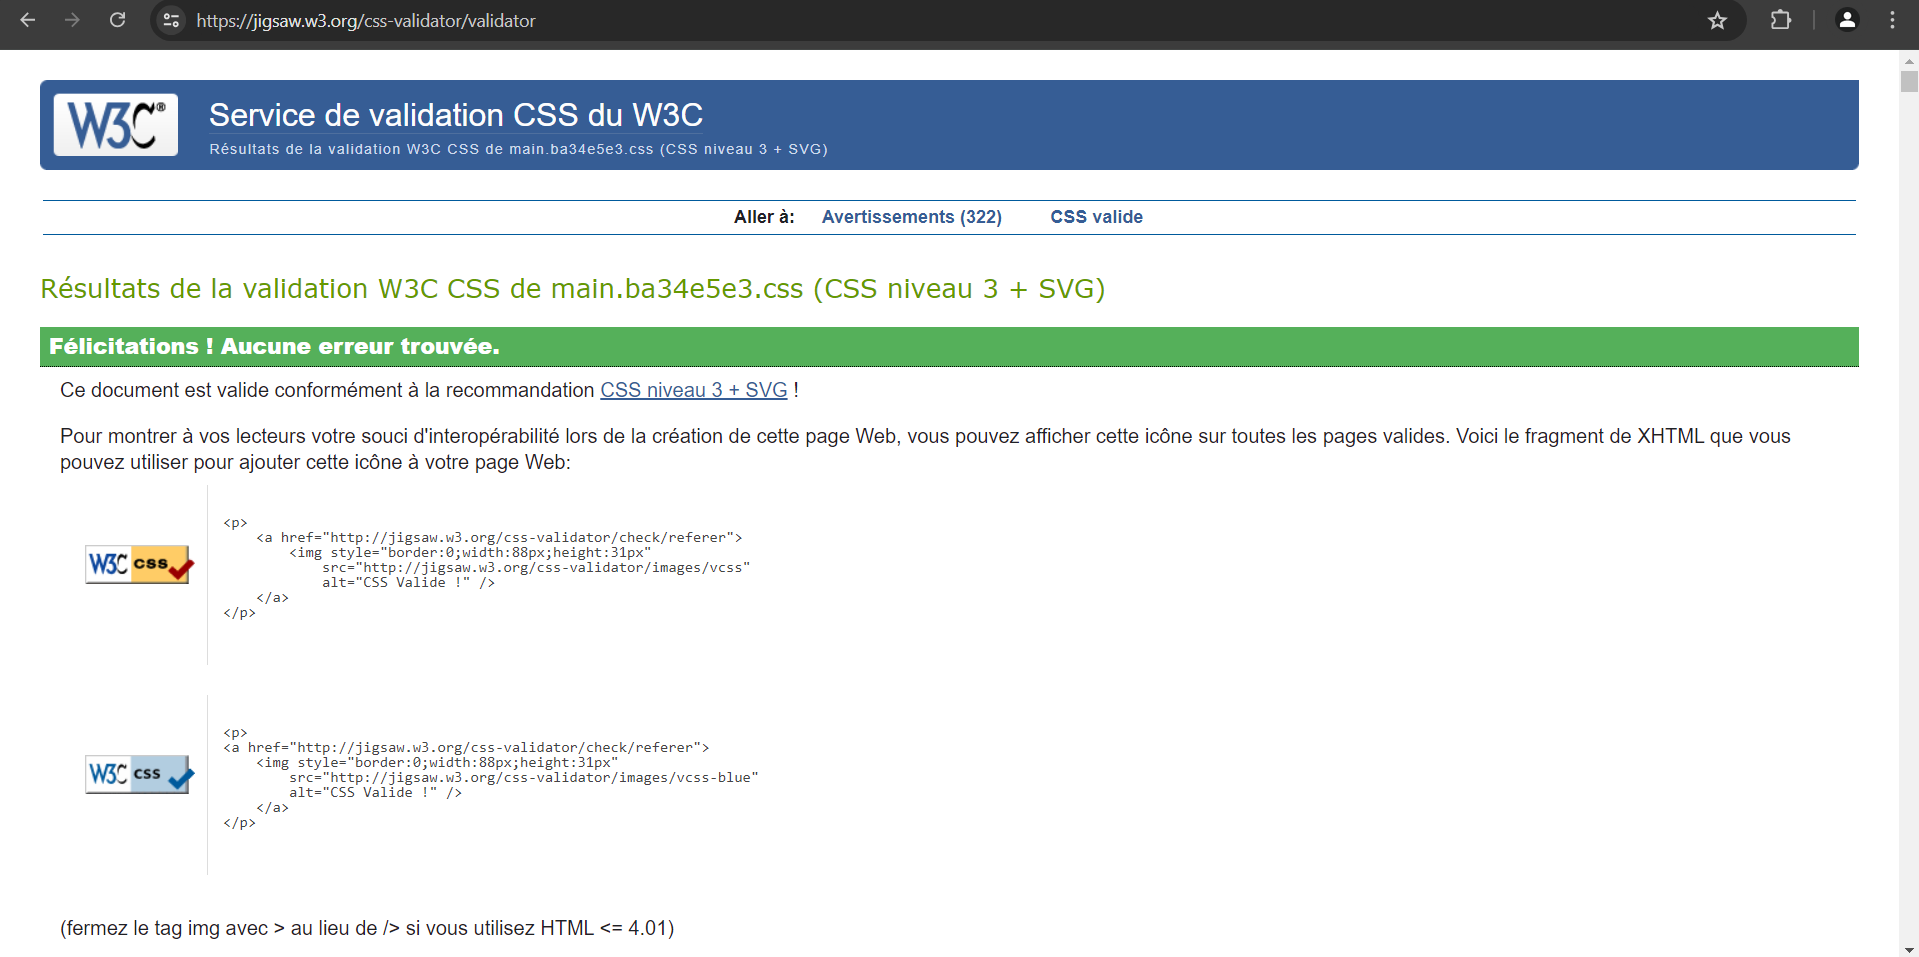 https://jigsaw.w3.org/css-validator/validator
W3C®
Service de validation CSS du W3C
Résultats de la validation W3C CSS de main.ba34e5e3.css (CSS niveau 3 + SVG)
Aller à: Avertissements (322) CSS valide
Résultats de la validation W3C CSS de main.ba34e5e3.css (CSS niveau 3 + SVG)
Félicitations ! Aucune erreur trouvée.
Ce document est valide conformément à la recommandation CSS niveau 3 + SVG !
Pour montrer à vos lecteurs votre souci d'interopérabilité lors de la création de cette page Web, vous pouvez afficher cette icône sur toutes les pages valides. Voici le fragment de XHTML que vous
pouvez utiliser pour ajouter cette icône à votre page Web:
W3C css
<p>
<a href="http://jigsaw.w3.org/css-validator/check/referer">
<img style="border:0;width:88px;height:31px"
src="http://jigsaw.w3.org/css-validator/images/vcss"
alt="CSS Valide !" />
</a>
</p>
W3C css
<p>
<a href="http://jigsaw.w3.org/css-validator/check/referer">
<img style="border:0;width:88px;height:31px"
src="http://jigsaw.w3.org/css-validator/images/vcss-blue"
alt="CSS Valide !" />
</a>
</p>
(fermez le tag img avec > au lieu de /> si vous utilisez HTML <= 4.01)